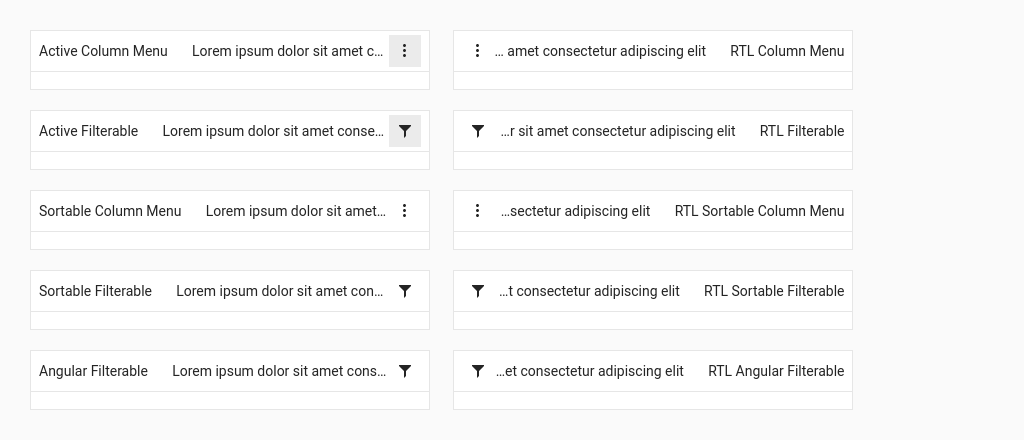 Active Column Menu Lorem ipsum dolor sit amet c…
… amet consectetur adipiscing elit RTL Column Menu
Active Filterable Lorem ipsum dolor sit amet conse…
…r sit amet consectetur adipiscing elit RTL Filterable
Sortable Column Menu Lorem ipsum dolor sit amet…
…sectetur adipiscing elit RTL Sortable Column Menu
Sortable Filterable Lorem ipsum dolor sit amet con…
…t consectetur adipiscing elit RTL Sortable Filterable
Angular Filterable Lorem ipsum dolor sit amet cons…
…et consectetur adipiscing elit RTL Angular Filterable